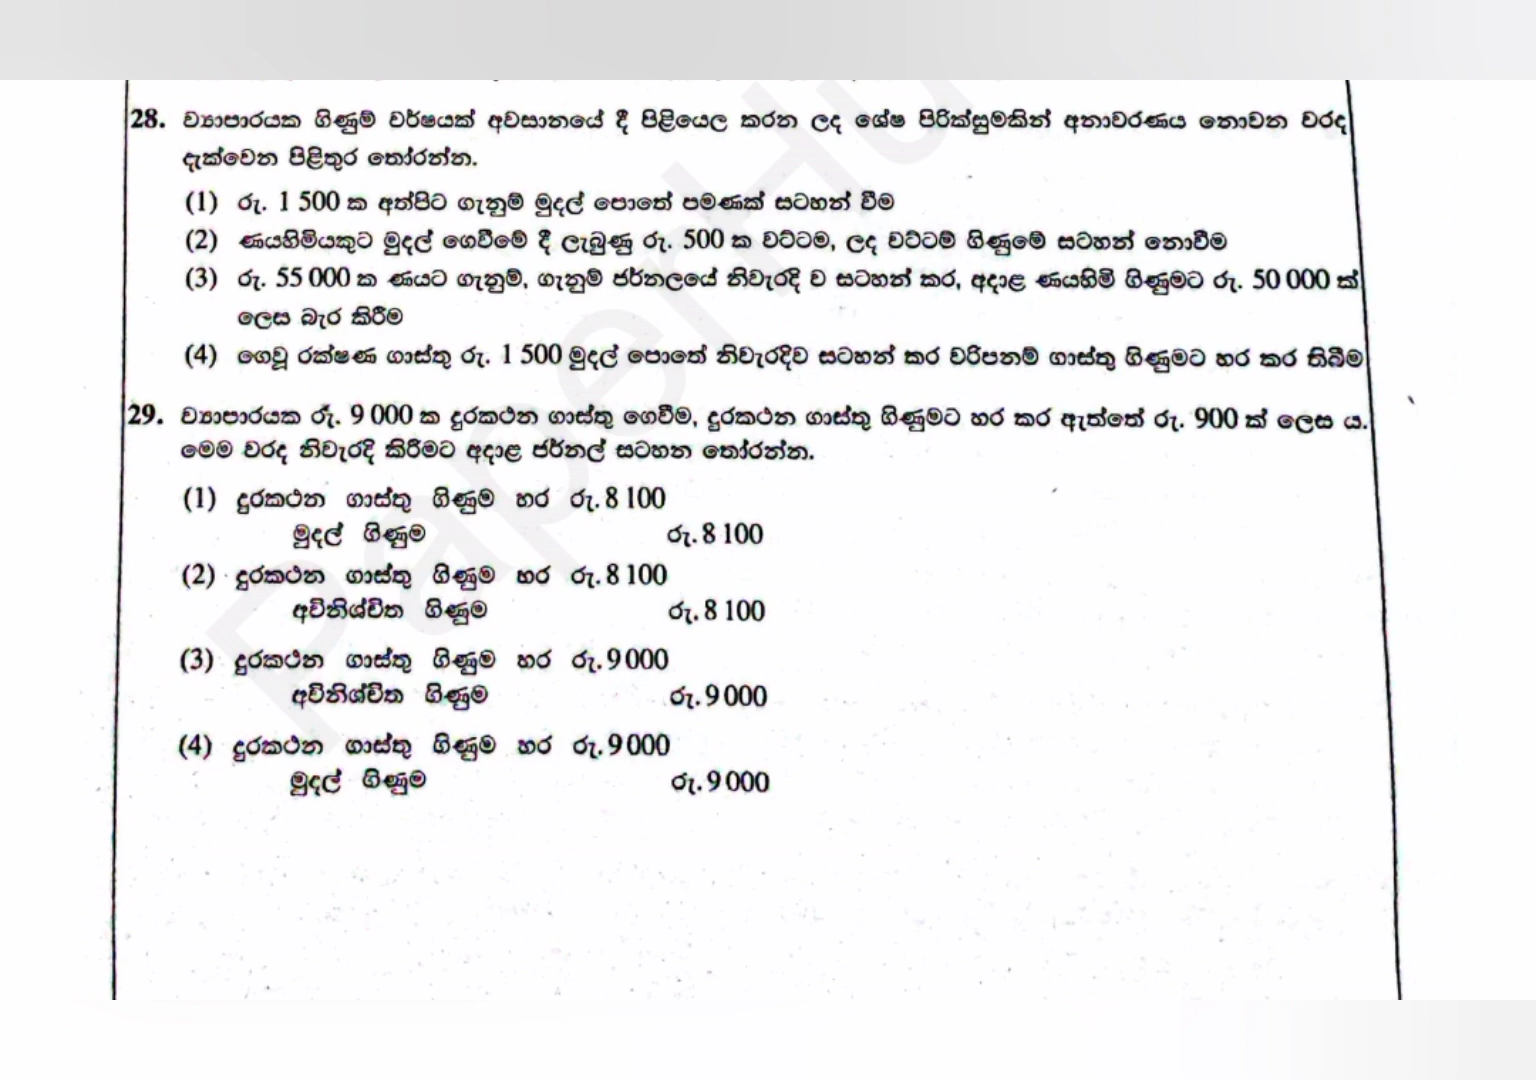 28. ව්‍යාපාරයක ගිණුම් වර්ෂයක් අවසානයේ දී පිළියෙල කරන ලද ශේෂ පිරික්සුමකින් අනාවරණය නොවන වරද
දැක්වෙන පිළිතුර තෝරන්න.
(1) රු. 1 500 ක අත්පිට ගැනුම් මුදල් පොතේ පමණක් සටහන් වීම
(2) ණයහිමියකුට මුදල් ගෙවීමේ දී ලැබුණු රු. 500 ක වට්ටම, ලද වට්ටම් ගිණුමේ සටහන් නොවීම
(3) රු. 55 000 ක ණයට ගැනුම්, ගැනුම් ජර්නලයේ නිවැරදි ව සටහන් කර, අදාළ ණයහිමි ගිණුමට රු. 50 000 ක්
ලෙස බැර කිරීම
(4) ගෙවූ රක්ෂණ ගාස්තු රු. 1 500 මුදල් පොතේ නිවැරදිව සටහන් කර වරිපනම් ගාස්තු ගිණුමට හර කර තිබීම
29. ව්‍යාපාරයක රු. 9 000 ක දුරකථන ගාස්තු ගෙවීම, දුරකථන ගාස්තු ගිණුමට හර කර ඇත්තේ රු. 900 ක් ලෙස ය.
මෙම වරද නිවැරදි කිරීමට අදාළ ජර්නල් සටහන තෝරන්න.
(1) දුරකථන ගාස්තු ගිණුම හර රු. 8 100
මුදල් ගිණුම රු. 8 100
(2) දුරකථන ගාස්තු ගිණුම හර රු. 8 100
අවිනිශ්චිත ගිණුම රු. 8 100
(3) දුරකථන ගාස්තු ගිණුම හර රු. 9 000
අවිනිශ්චිත ගිණුම රු. 9 000
(4) දුරකථන ගාස්තු ගිණුම හර රු. 9 000
මුදල් ගිණුම රු. 9 000